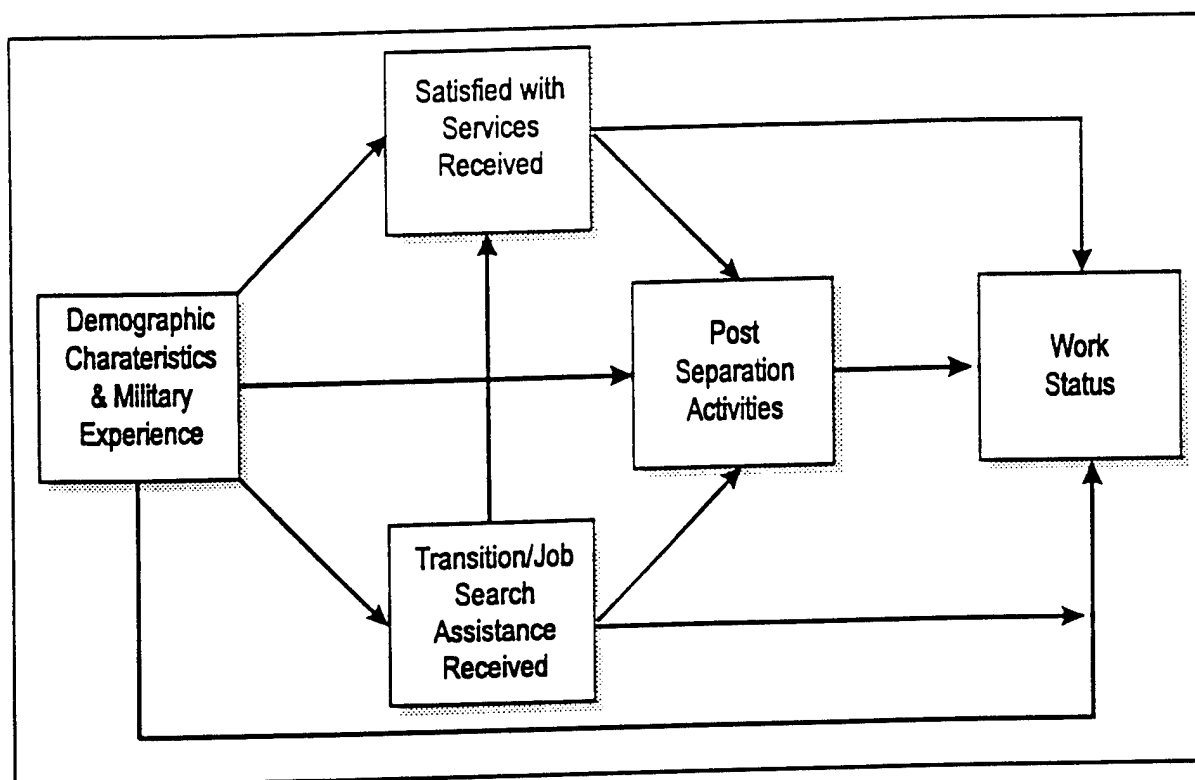 Satisfied with
Services
Received
Demographic
Charateristics
& Military
Experience
Post
Separation
Activities
Work
Status
Transition/Job
Search
Assistance
Received